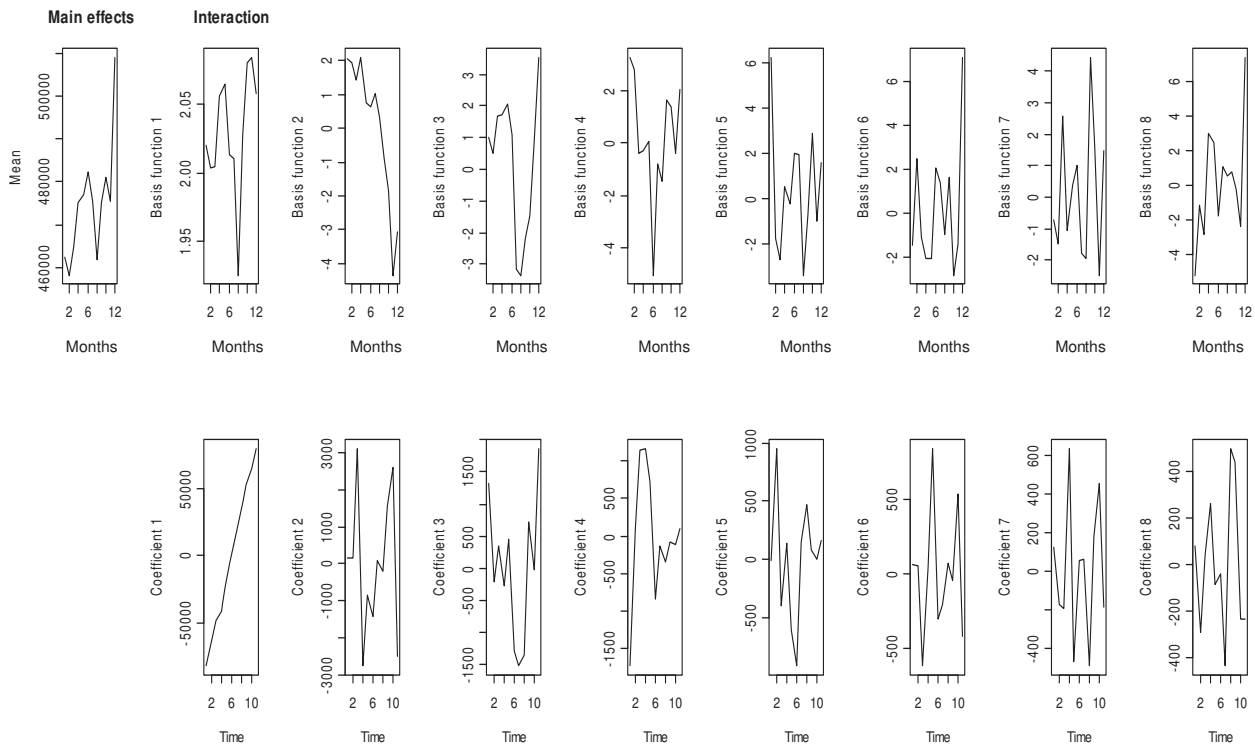 Main effects
Interaction
Mean
460000 480000 500000
2 6 12
Months
Basis function 1
1.95 2.00 2.05
2 6 12
Months
Basis function 2
-4 -3 -2 -1 0 1 2
2 6 12
Months
Basis function 3
-3 -2 -1 0 1 2 3
2 6 12
Months
Basis function 4
-4 -2 0 2
2 6 12
Months
Basis function 5
-2 0 2 4 6
2 6 12
Months
Basis function 6
-2 0 2 4 6
2 6 12
Months
Basis function 7
-2 -1 0 1 2 3 4
2 6 12
Months
Basis function 8
-4 -2 0 2 4 6
2 6 12
Months
Coefficient 1
-50000 0 50000
2 6 10
Time
Coefficient 2
-3000 -1000 0 1000 3000
2 6 10
Time
Coefficient 3
-1500 -500 0 500 1500
2 6 10
Time
Coefficient 4
-1500 -500 0 500
2 6 10
Time
Coefficient 5
-500 0 500 1000
2 6 10
Time
Coefficient 6
-500 0 500
2 6 10
Time
Coefficient 7
-400 0 200 400 600
2 6 10
Time
Coefficient 8
-400 -200 0 200 400
2 6 10
Time